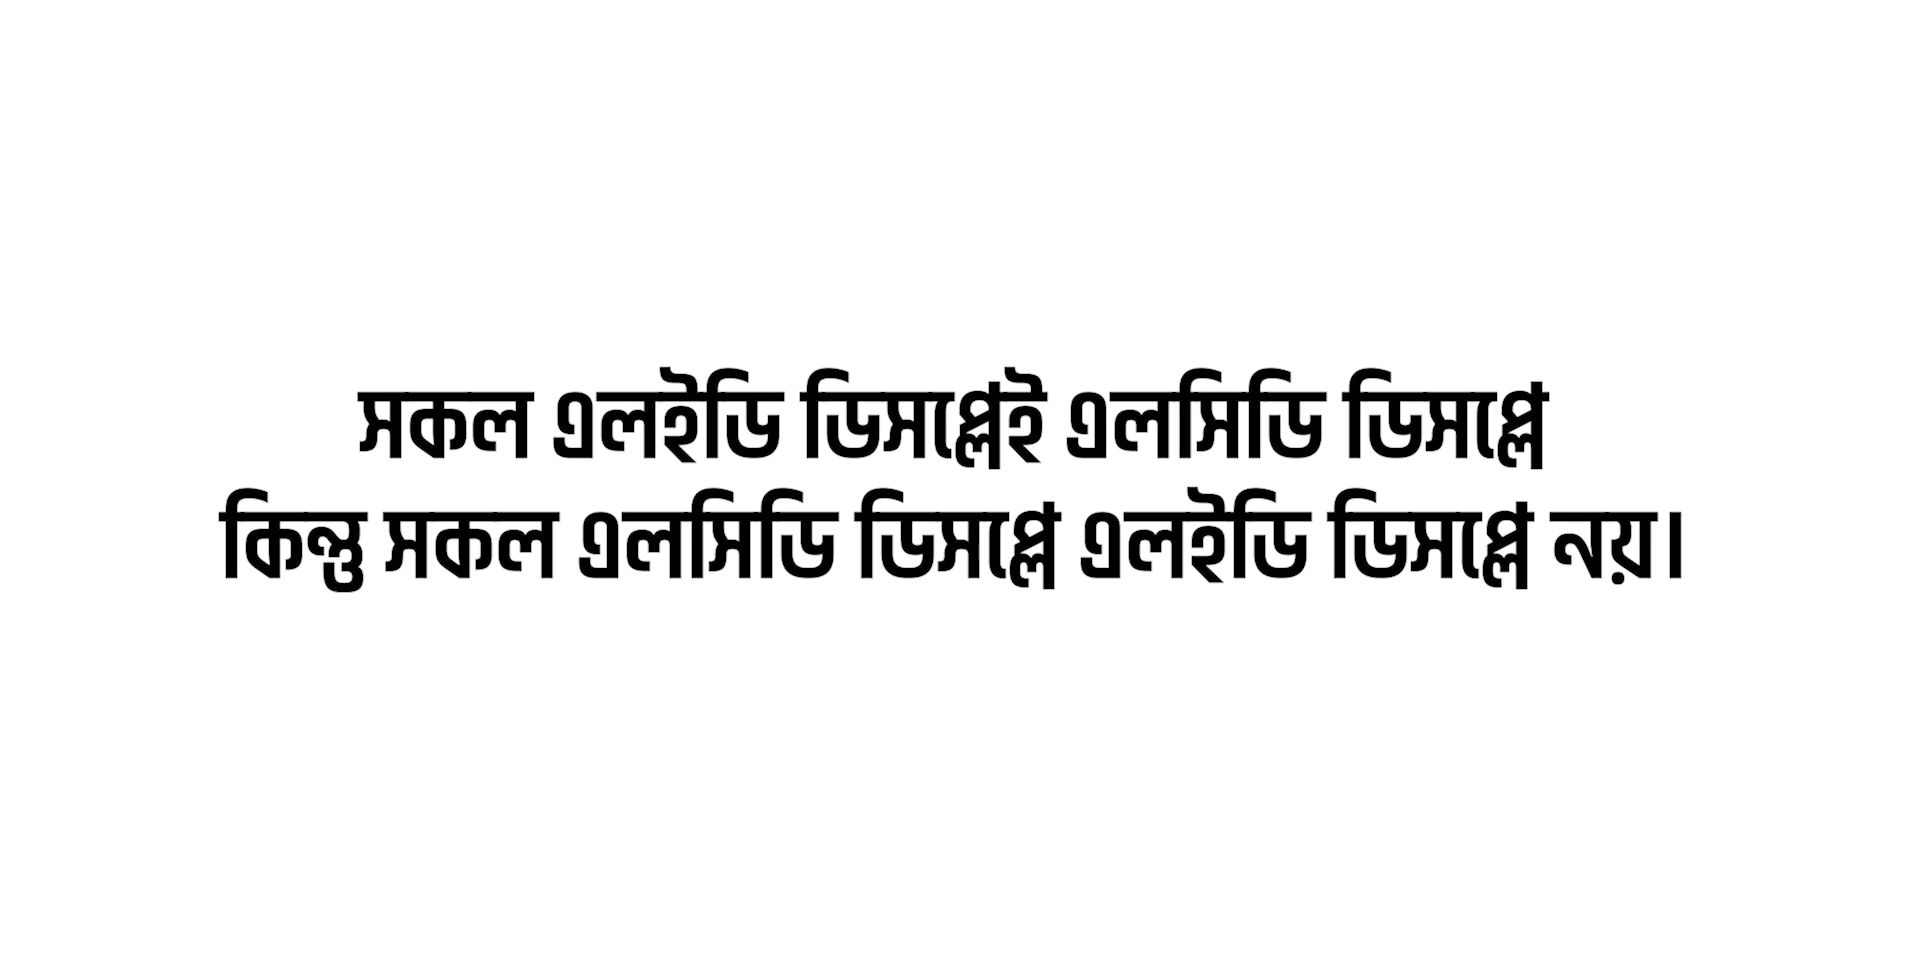 সকল এলইডি ডিসপ্লেই এলসিডি ডিসপ্লে
কিন্তু সকল এলসিডি ডিসপ্লে এলইডি ডিসপ্লে নয়।